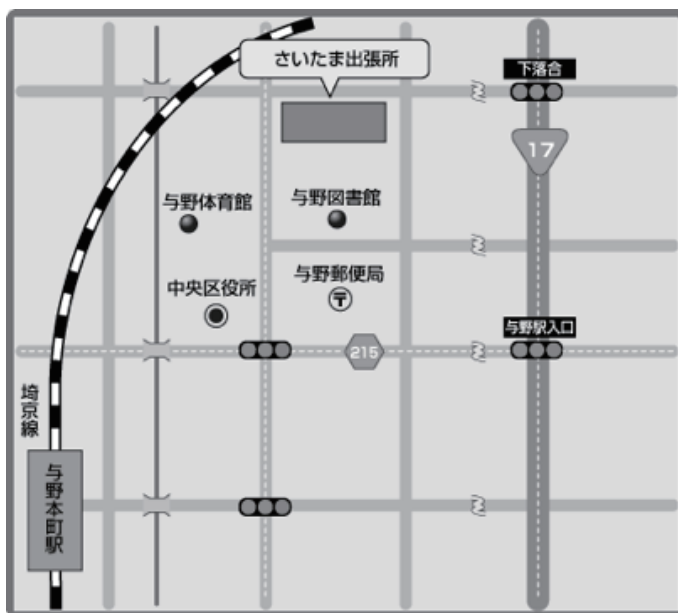 さいたま出張所
下落合
17
与野体育館
与野図書館
中央区役所
与野郵便局
〒
与野駅入口
215
埼京線
与野本町駅